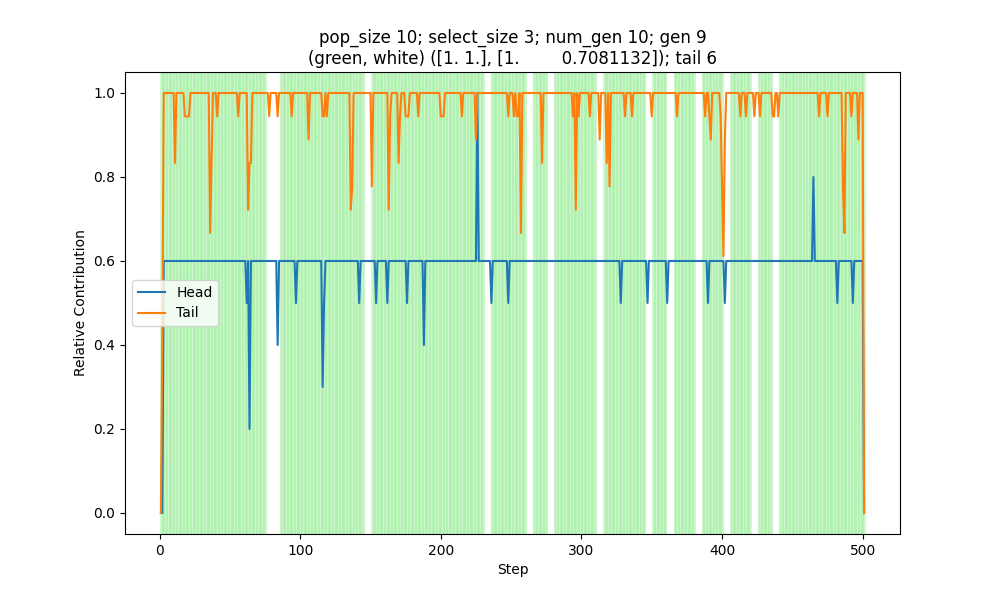 pop_size 10; select_size 3; num_gen 10; gen 9
(green, white) ([1. 1.], [1.        0.7081132]); tail 6
1.0
0.8
0.6
0.4
0.2
0.0
Relative Contribution
Head
Tail
0
100
200
300
400
500
Step